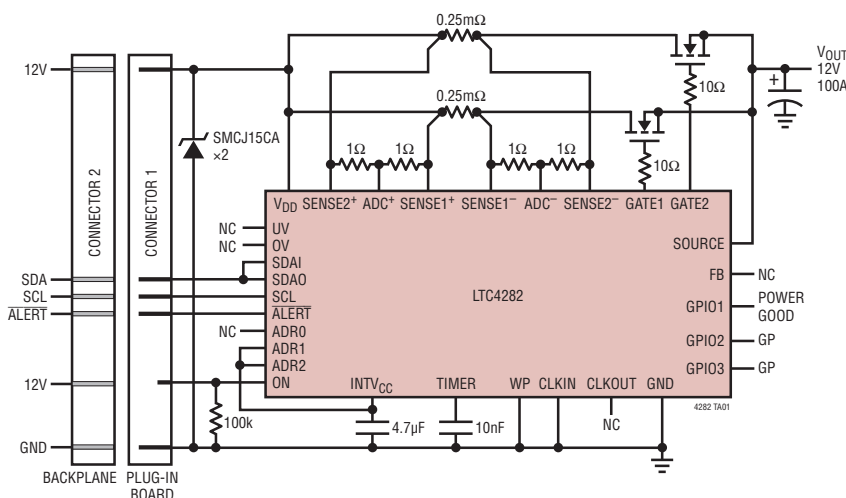 0.25mΩ
12V
VOUT
12V
100A
+
10Ω
0.25mΩ
SMCJ15CA
×2
1Ω 1Ω 1Ω 1Ω
10Ω
CONNECTOR 2
CONNECTOR 1
VDD SENSE2+ ADC+ SENSE1+ SENSE1– ADC– SENSE2– GATE1 GATE2
NC UV
NC OV
SOURCE
SDAI
SDA SDAO
FB NC
SCL SCL
LTC4282
ALERT ALERT
GPIO1 POWER GOOD
NC ADR0
ADR1
GPIO2 GP
ADR2
GPIO3 GP
12V ON
INTVCC TIMER WP CLKIN CLKOUT GND
4282 TA01
100k
4.7μF
10nF
NC
GND
BACKPLANE
PLUG-IN
BOARD